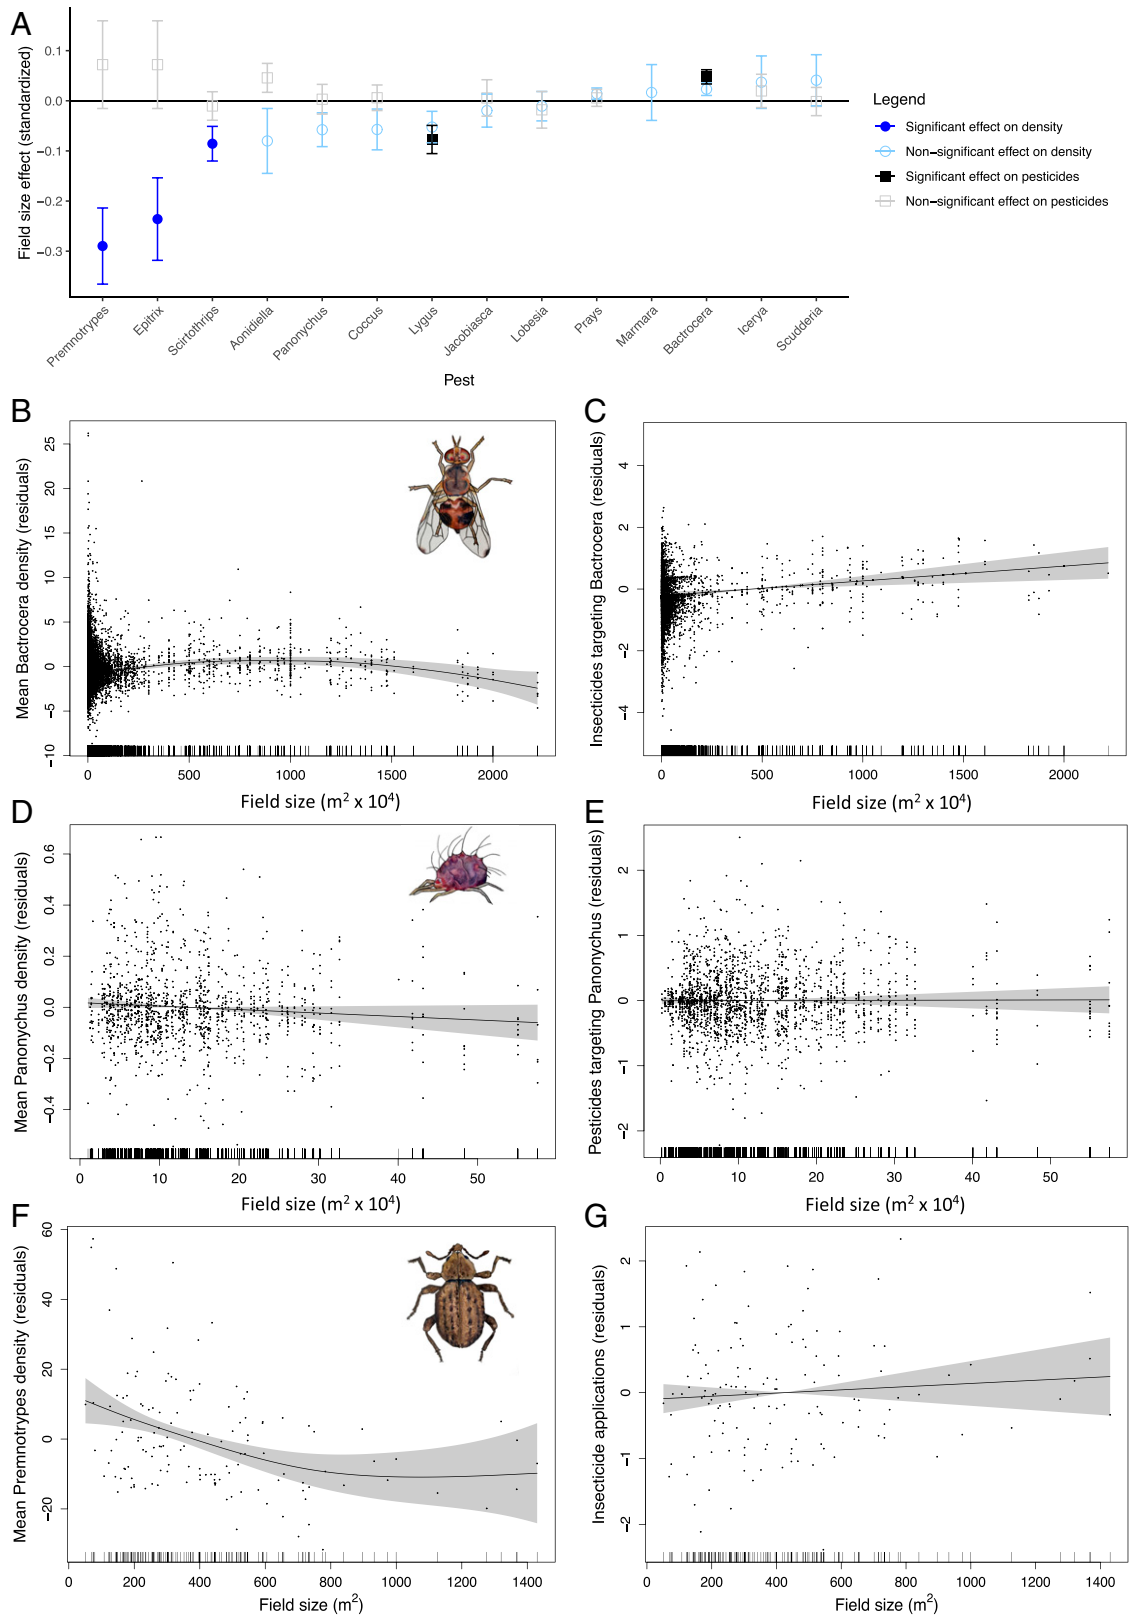 A
Field size effect (standardized)
0.1
0.0
−0.1
−0.2
−0.3
Premnotrypes
Epitrix
Scirtothrips
Aonidiella
Panonychus
Coccus
Lygus
Jacobiasca
Lobesia
Prays
Marmara
Bactrocera
Icerya
Scudderia
Pest
Legend
Significant effect on density
Non−significant effect on density
Significant effect on pesticides
Non−significant effect on pesticides
B
Mean Bactrocera density (residuals)
25
20
15
10
5
0
−5
−10
0 500 1000 1500 2000
Field size (m² x 10⁴)
C
Insecticides targeting Bactrocera (residuals)
4
2
0
−2
−4
0 500 1000 1500 2000
Field size (m² x 10⁴)
D
Mean Panonychus density (residuals)
0.6
0.4
0.2
0.0
−0.2
−0.4
0 10 20 30 40 50
Field size (m² x 10⁴)
E
Pesticides targeting Panonychus (residuals)
2
1
0
−1
−2
0 10 20 30 40 50
Field size (m² x 10⁴)
F
Mean Premnotrypes density (residuals)
60
40
20
0
−20
0 200 400 600 800 1000 1200 1400
Field size (m²)
G
Insecticide applications (residuals)
2
1
0
−1
−2
0 200 400 600 800 1000 1200 1400
Field size (m²)